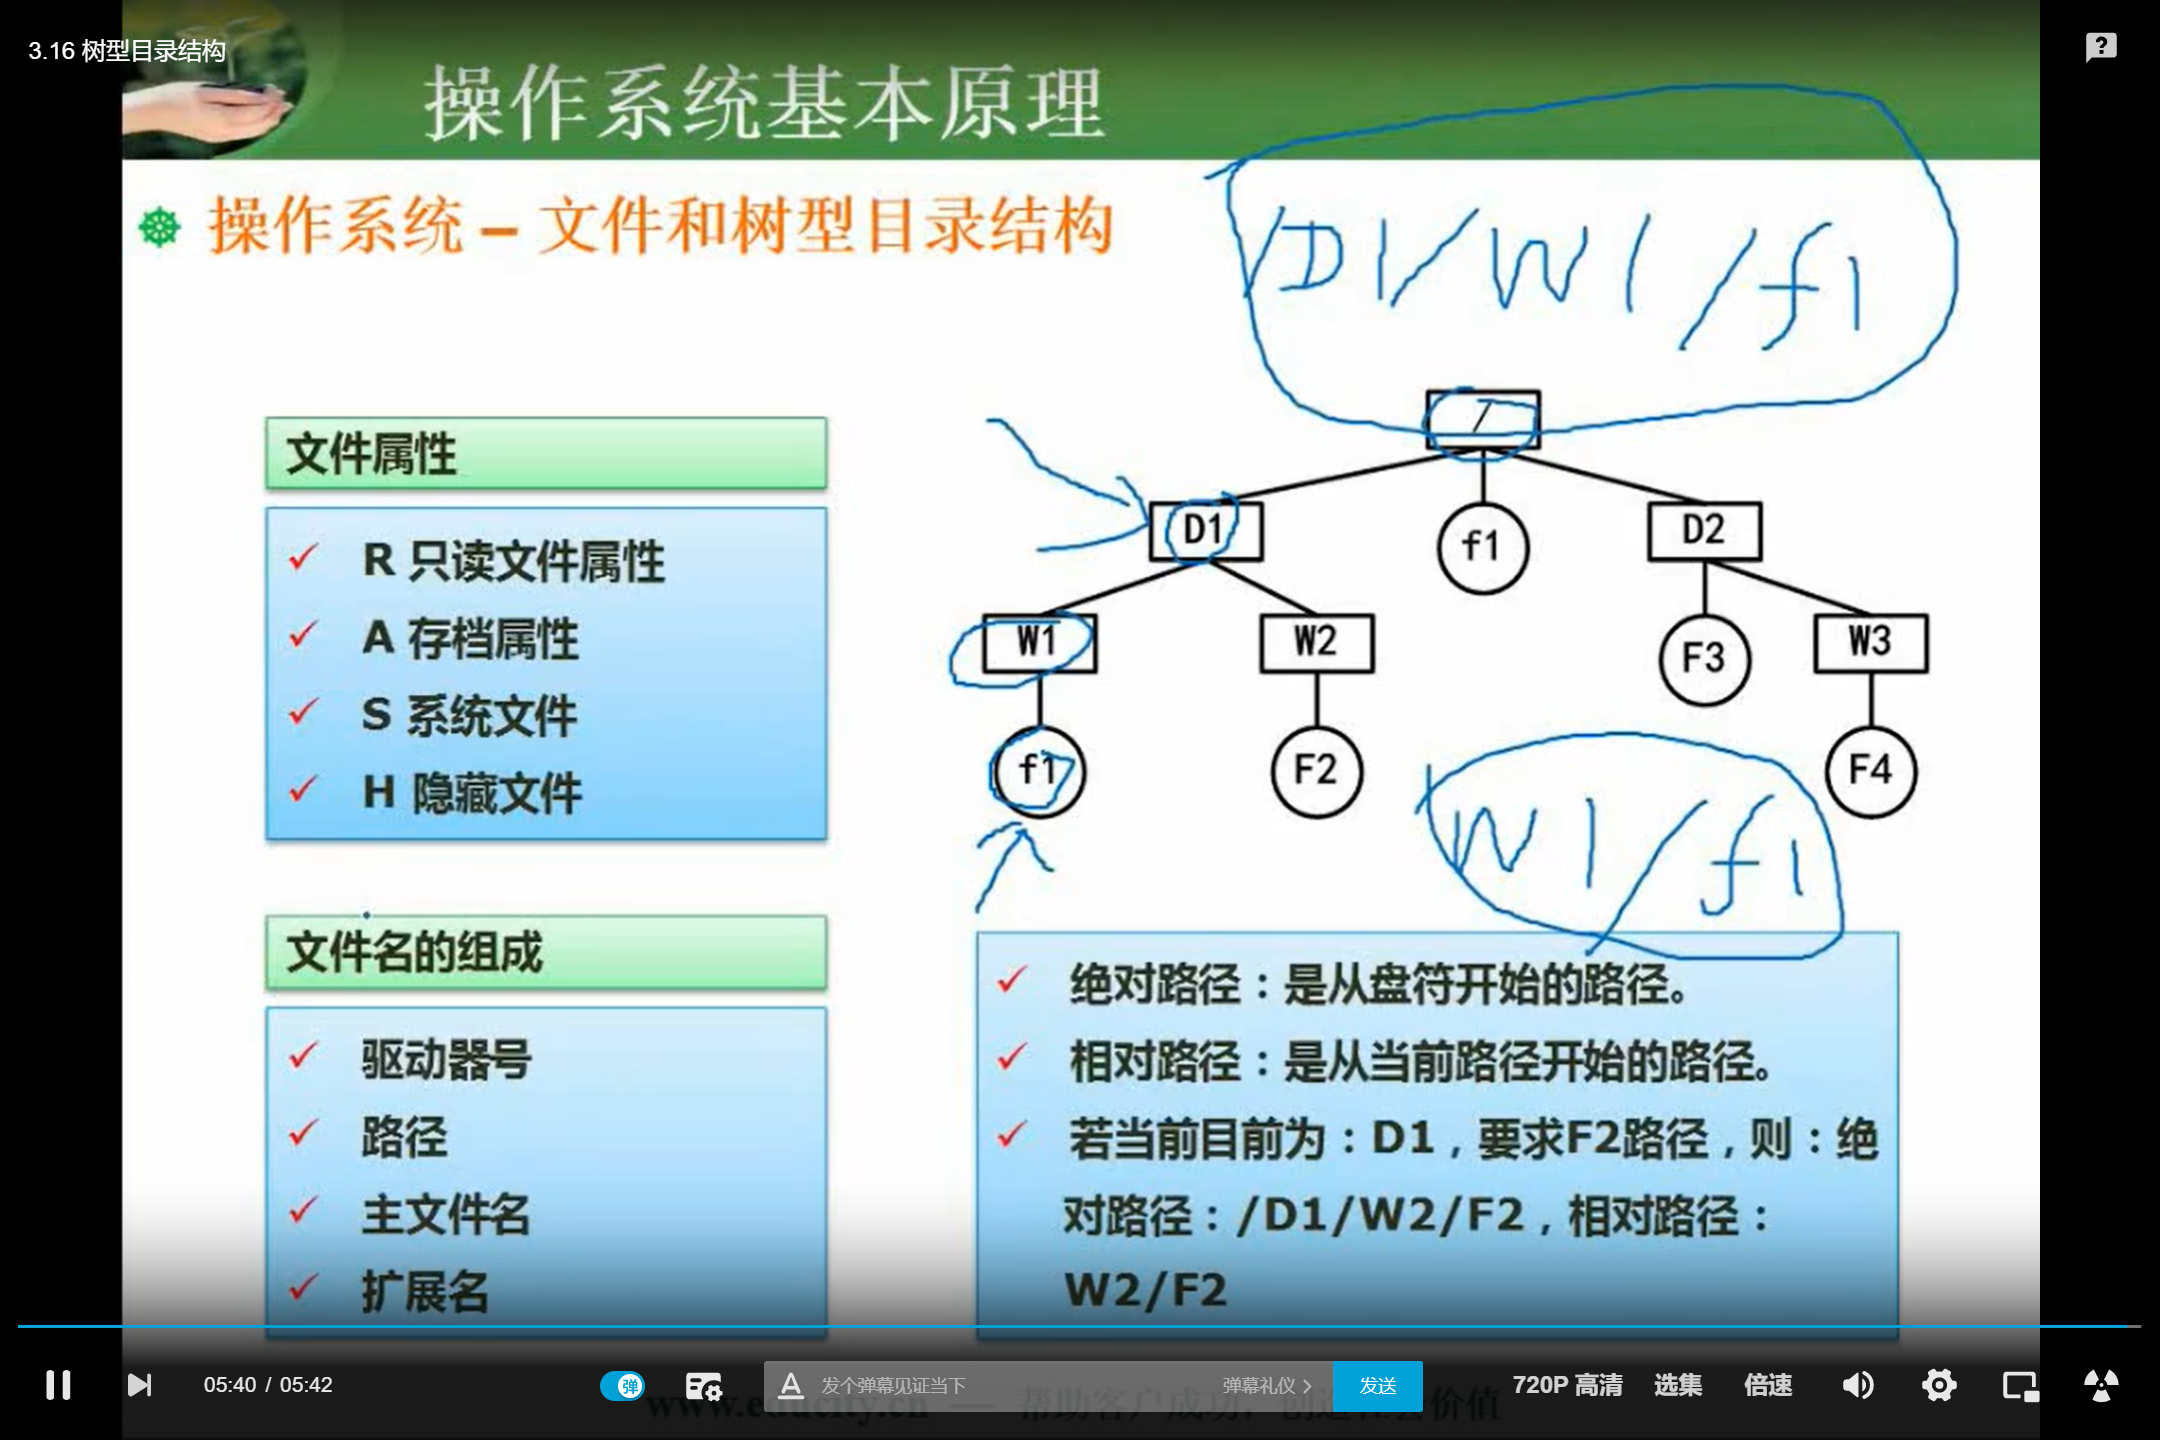 3.16 树型目录结构
操作系统基本原理
操作系统 – 文件和树型目录结构
/D1/W1/f1
文件属性
R 只读文件属性
A 存档属性
S 系统文件
H 隐藏文件
文件名的组成
驱动器号
路径
主文件名
扩展名
/
D1
f1
D2
W1
W2
F3
W3
f1
F2
F4
W1/f1
绝对路径：是从盘符开始的路径。
相对路径：是从当前路径开始的路径。
若当前目前为：D1，要求F2路径，则：绝
对路径：/D1/W2/F2，相对路径：
W2/F2
05:40 / 05:42
弹
发个弹幕见证当下
弹幕礼仪
发送
720P 高清
选集
倍速
www.educity.cn — 帮助客户成功，创造社会价值